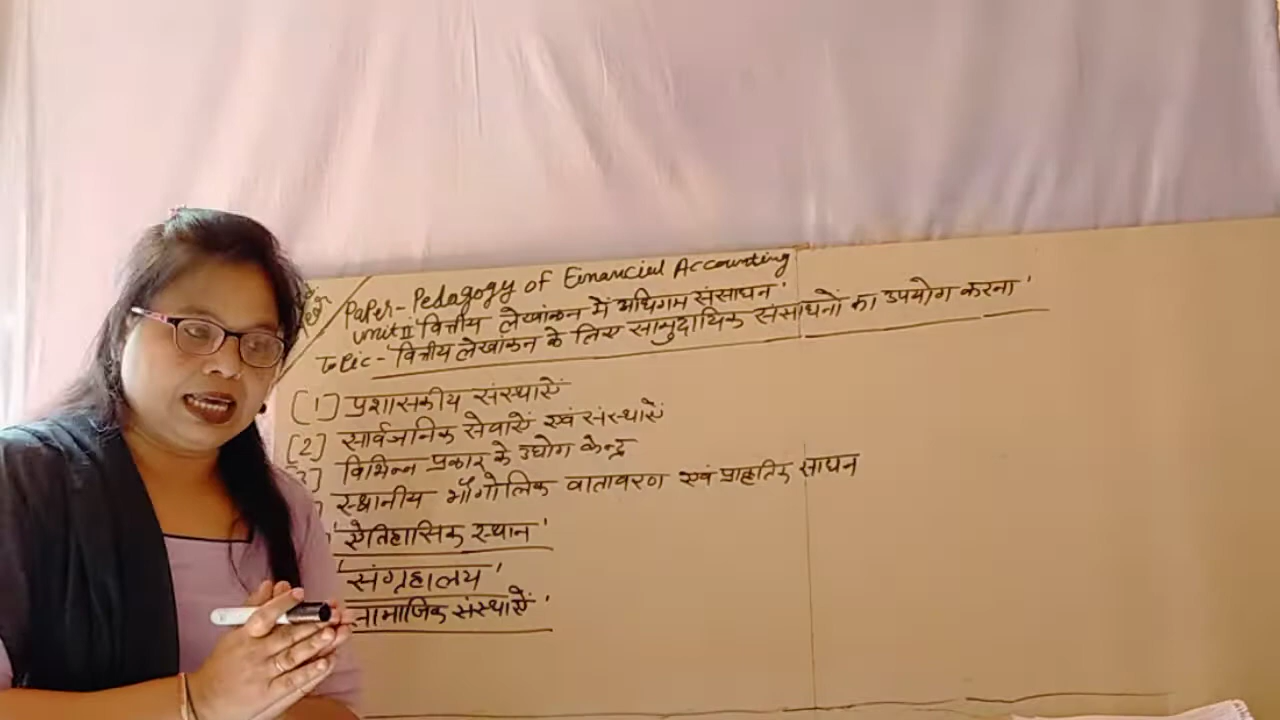 Paper- Pedagogy of Financial Accounting
Unit II 'वित्तीय लेखांकन में अधिगम संसाधन'
Topic- 'वित्तीय लेखांकन के लिए सामुदायिक संसाधनों का उपयोग करना'
[1] प्रशासकीय संस्थाऐं
[2] सार्वजनिक सेवाऐं एवं संस्थाऐं
3] विभिन्न प्रकार के उद्योग केन्द्र
] स्थानीय भौगोलिक वातावरण एवं प्राकृतिक साधन
'ऐतिहासिक स्थान'
'संग्रहालय'
सामाजिक संस्थाऐं'